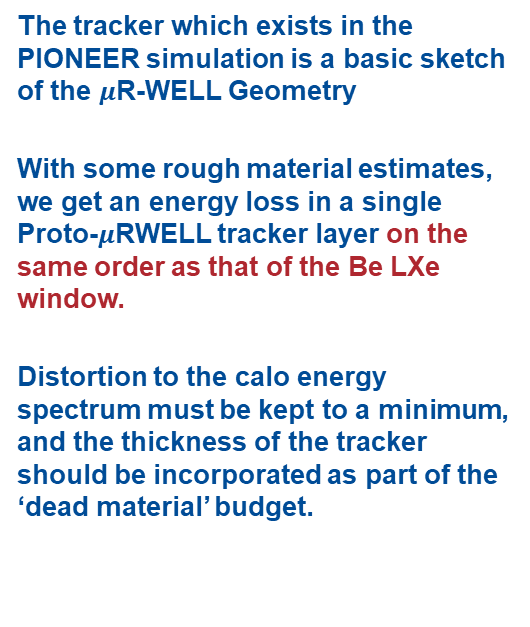 The tracker which exists in the
PIONEER simulation is a basic sketch
of the 𝝁R-WELL Geometry
With some rough material estimates,
we get an energy loss in a single
Proto-𝝁RWELL tracker layer on the
same order as that of the Be LXe
window.
Distortion to the calo energy
spectrum must be kept to a minimum,
and the thickness of the tracker
should be incorporated as part of the
‘dead material’ budget.